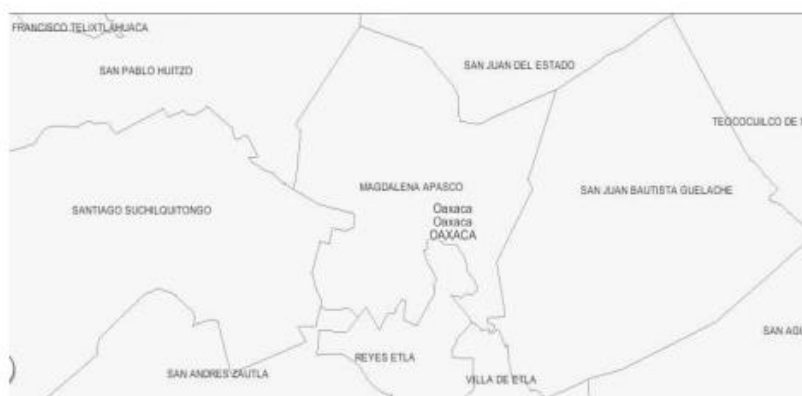 FRANCISCO TELIXTLAHUACA
SAN PABLO HUITZO
SAN JUAN DEL ESTADO
TEOCOCUILCO DE
MAGDALENA APASCO
SAN JUAN BAUTISTA GUELACHE
SANTIAGO SUCHILQUITONGO
Oaxaca
Oaxaca
OAXACA
SAN
REYES ETLA
SAN ANDRES ZAUTLA
VILLA DE ETLA